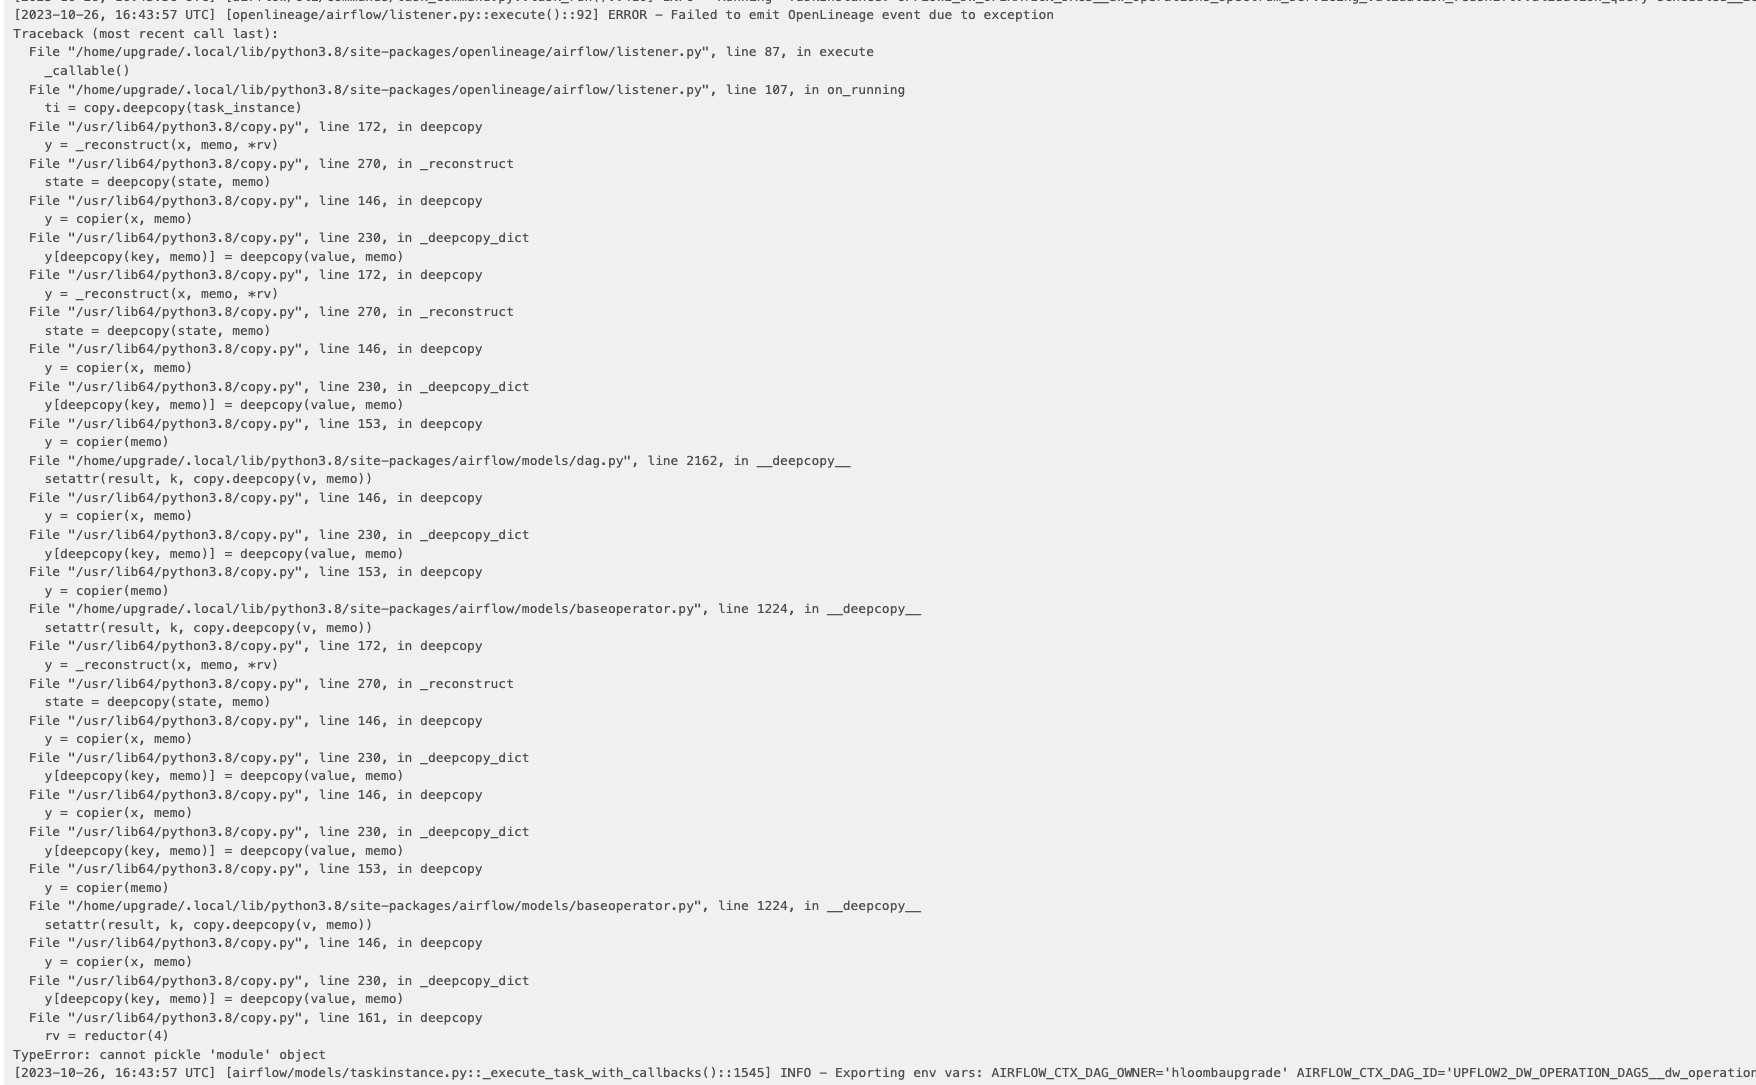 [2023-10-26, 16:43:57 UTC] [openlineage/airflow/listener.py::execute()::92] ERROR – Failed to emit OpenLineage event due to exception
Traceback (most recent call last):
  File "/home/upgrade/.local/lib/python3.8/site-packages/openlineage/airflow/listener.py", line 87, in execute
    _callable()
  File "/home/upgrade/.local/lib/python3.8/site-packages/openlineage/airflow/listener.py", line 107, in on_running
    ti = copy.deepcopy(task_instance)
  File "/usr/lib64/python3.8/copy.py", line 172, in deepcopy
    y = _reconstruct(x, memo, *rv)
  File "/usr/lib64/python3.8/copy.py", line 270, in _reconstruct
    state = deepcopy(state, memo)
  File "/usr/lib64/python3.8/copy.py", line 146, in deepcopy
    y = copier(x, memo)
  File "/usr/lib64/python3.8/copy.py", line 230, in _deepcopy_dict
    y[deepcopy(key, memo)] = deepcopy(value, memo)
  File "/usr/lib64/python3.8/copy.py", line 172, in deepcopy
    y = _reconstruct(x, memo, *rv)
  File "/usr/lib64/python3.8/copy.py", line 270, in _reconstruct
    state = deepcopy(state, memo)
  File "/usr/lib64/python3.8/copy.py", line 146, in deepcopy
    y = copier(x, memo)
  File "/usr/lib64/python3.8/copy.py", line 230, in _deepcopy_dict
    y[deepcopy(key, memo)] = deepcopy(value, memo)
  File "/usr/lib64/python3.8/copy.py", line 153, in deepcopy
    y = copier(memo)
  File "/home/upgrade/.local/lib/python3.8/site-packages/airflow/models/dag.py", line 2162, in __deepcopy__
    setattr(result, k, copy.deepcopy(v, memo))
  File "/usr/lib64/python3.8/copy.py", line 146, in deepcopy
    y = copier(x, memo)
  File "/usr/lib64/python3.8/copy.py", line 230, in _deepcopy_dict
    y[deepcopy(key, memo)] = deepcopy(value, memo)
  File "/usr/lib64/python3.8/copy.py", line 153, in deepcopy
    y = copier(memo)
  File "/home/upgrade/.local/lib/python3.8/site-packages/airflow/models/baseoperator.py", line 1224, in __deepcopy__
    setattr(result, k, copy.deepcopy(v, memo))
  File "/usr/lib64/python3.8/copy.py", line 172, in deepcopy
    y = _reconstruct(x, memo, *rv)
  File "/usr/lib64/python3.8/copy.py", line 270, in _reconstruct
    state = deepcopy(state, memo)
  File "/usr/lib64/python3.8/copy.py", line 146, in deepcopy
    y = copier(x, memo)
  File "/usr/lib64/python3.8/copy.py", line 230, in _deepcopy_dict
    y[deepcopy(key, memo)] = deepcopy(value, memo)
  File "/usr/lib64/python3.8/copy.py", line 146, in deepcopy
    y = copier(x, memo)
  File "/usr/lib64/python3.8/copy.py", line 230, in _deepcopy_dict
    y[deepcopy(key, memo)] = deepcopy(value, memo)
  File "/usr/lib64/python3.8/copy.py", line 153, in deepcopy
    y = copier(memo)
  File "/home/upgrade/.local/lib/python3.8/site-packages/airflow/models/baseoperator.py", line 1224, in __deepcopy__
    setattr(result, k, copy.deepcopy(v, memo))
  File "/usr/lib64/python3.8/copy.py", line 146, in deepcopy
    y = copier(x, memo)
  File "/usr/lib64/python3.8/copy.py", line 230, in _deepcopy_dict
    y[deepcopy(key, memo)] = deepcopy(value, memo)
  File "/usr/lib64/python3.8/copy.py", line 161, in deepcopy
    rv = reductor(4)
TypeError: cannot pickle 'module' object
[2023-10-26, 16:43:57 UTC] [airflow/models/taskinstance.py::_execute_task_with_callbacks()::1545] INFO – Exporting env vars: AIRFLOW_CTX_DAG_OWNER='hloombaupgrade' AIRFLOW_CTX_DAG_ID='UPFLOW2_DW_OPERATION_DAGS__dw_operation